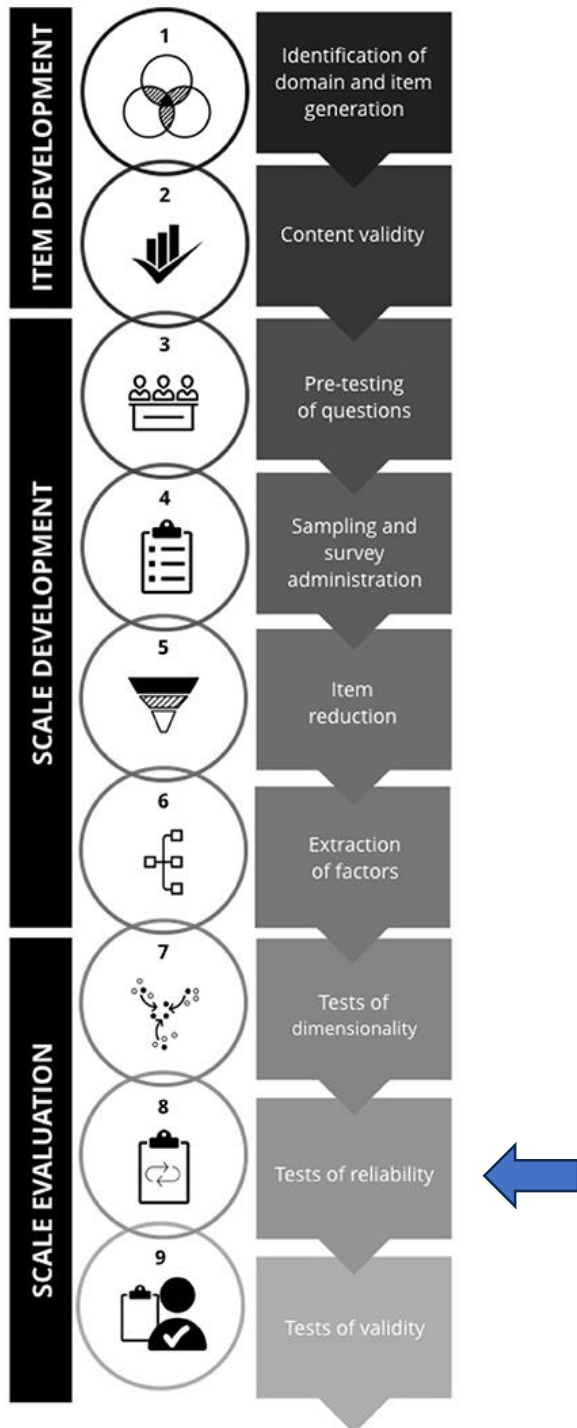 ITEM DEVELOPMENT
1
Identification of
domain and item
generation
2
Content validity
SCALE DEVELOPMENT
3
Pre-testing
of questions
4
Sampling and
survey
administration
5
Item
reduction
6
Extraction
of factors
SCALE EVALUATION
7
Tests of
dimensionality
8
Tests of reliability
9
Tests of validity